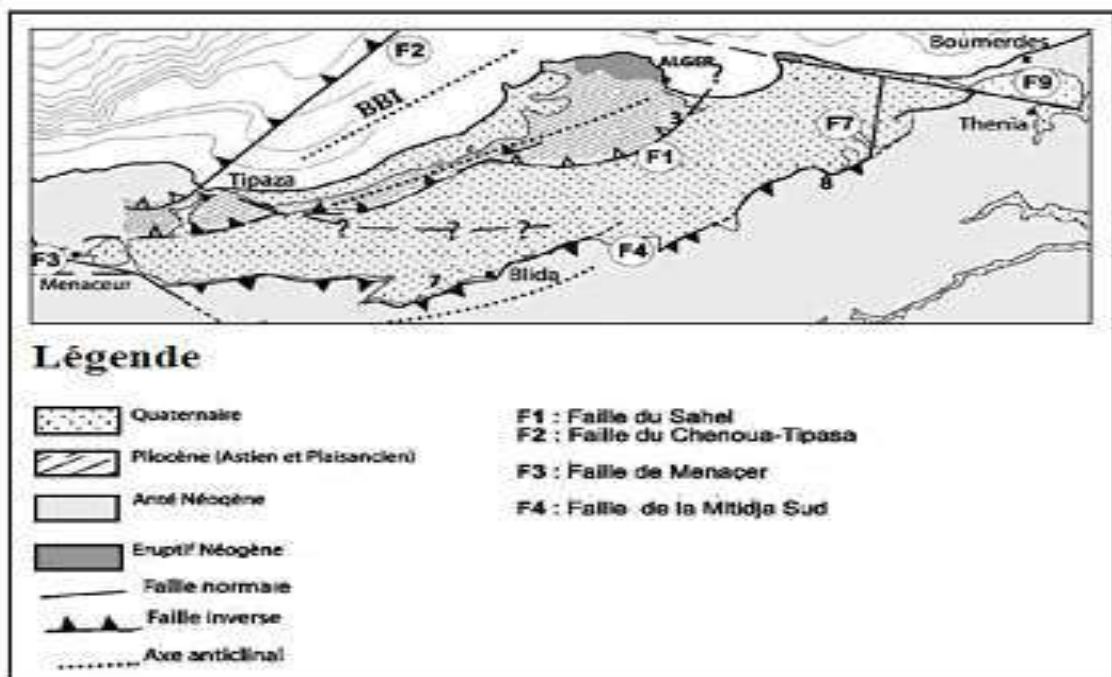 F2
Boumerdes
ALGER
?
F9
BBI
3
F7
Thenia
F1
Tipaza
8
? ? ?
F4
F3
Blida
Menaceur
7
Légende
Quaternaire
Pliocène (Astien et Plaisancien)
Anté Néogène
Eruptif Néogène
Faille normale
Faille inverse
Axe anticlinal
F1 : Faille du Sahel
F2 : Faille du Chenoua-Tipasa
F3 : Faille de Menaçer
F4 : Faille de la Mitidja Sud